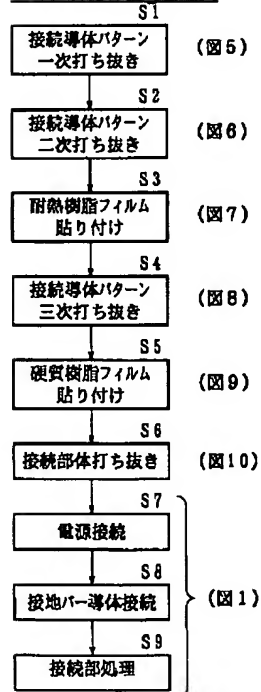 S1
接続導体パターン
一次打ち抜き
(図5)
S2
接続導体パターン
二次打ち抜き
(図6)
S3
耐熱樹脂フィルム
貼り付け
(図7)
S4
接続導体パターン
三次打ち抜き
(図8)
S5
硬質樹脂フィルム
貼り付け
(図9)
S6
接続部体打ち抜き
(図10)
S7
電源接続
S8
接地バー導体接続
(図1)
S9
接続部処理